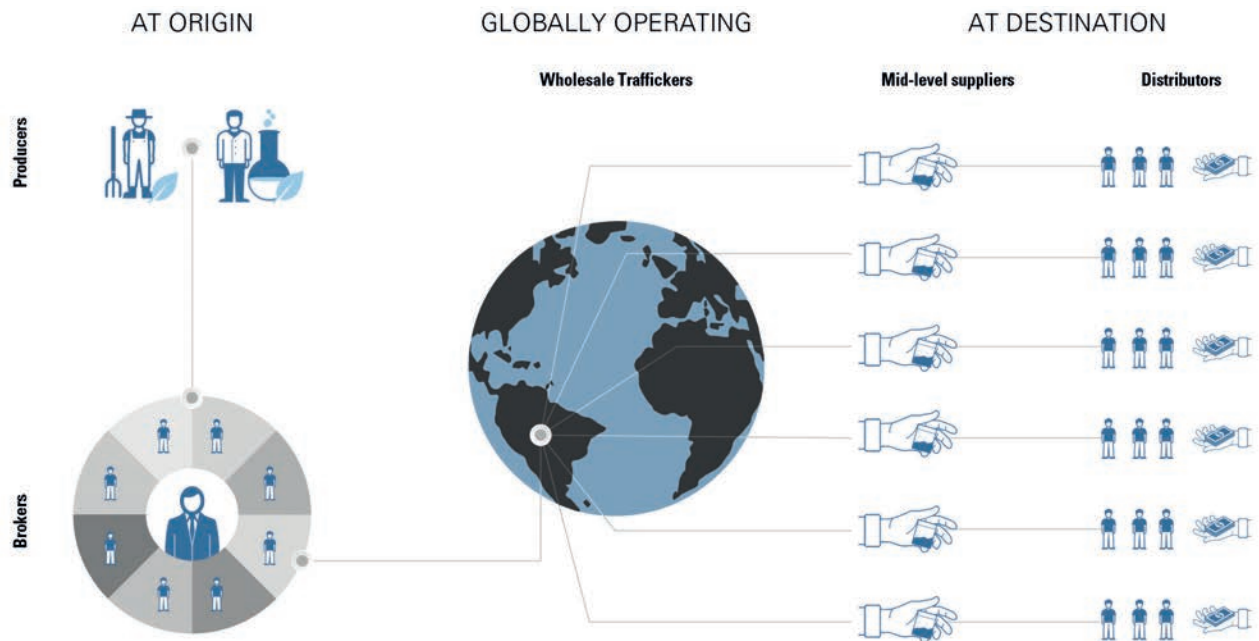 AT ORIGIN
GLOBALLY OPERATING
AT DESTINATION
Wholesale Traffickers
Mid-level suppliers
Distributors
Producers
Brokers